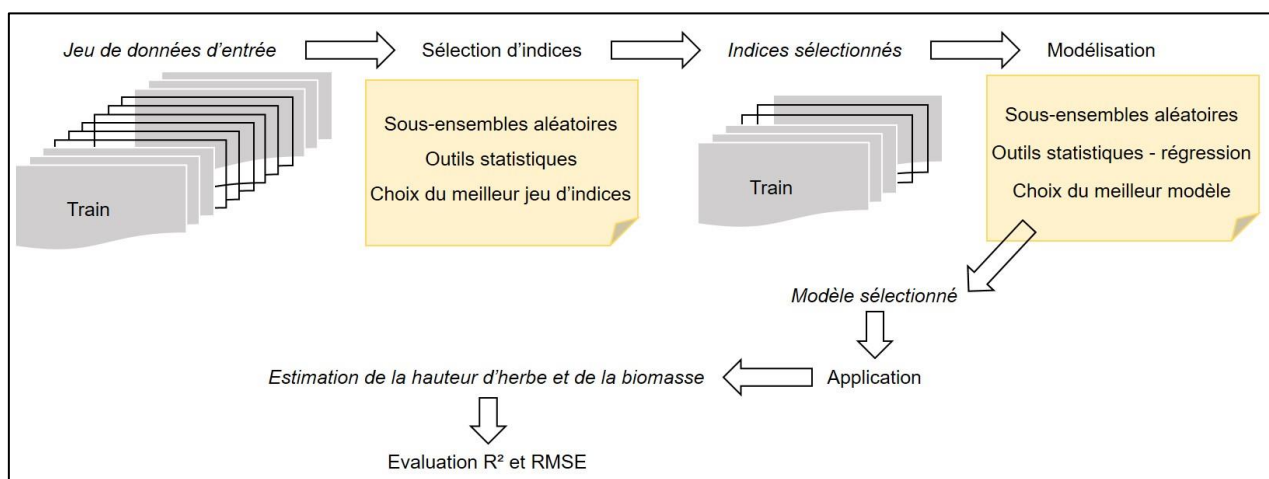 Jeu de données d'entrée
Sélection d'indices
Indices sélectionnés
Modélisation
Train
Sous-ensembles aléatoires
Outils statistiques
Choix du meilleur jeu d'indices
Train
Sous-ensembles aléatoires
Outils statistiques - régression
Choix du meilleur modèle
Modèle sélectionné
Application
Estimation de la hauteur d'herbe et de la biomasse
Evaluation R² et RMSE